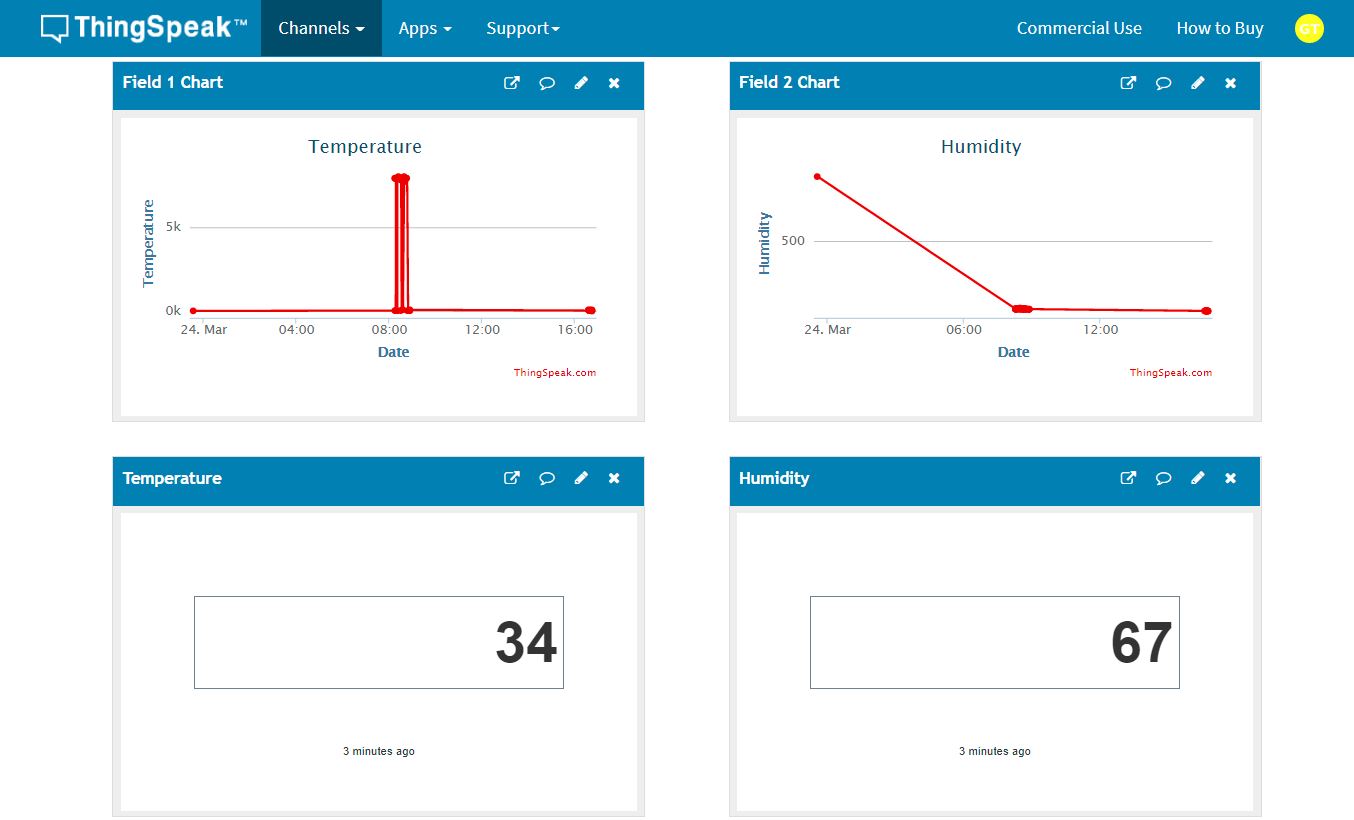 ThingSpeak™ Channels Apps Support Commercial Use How to Buy GT
Field 1 Chart
Temperature
Temperature
5k
0k
24. Mar 04:00 08:00 12:00 16:00
Date
ThingSpeak.com
Field 2 Chart
Humidity
Humidity
500
24. Mar 06:00 12:00
Date
ThingSpeak.com
Temperature
34
3 minutes ago
Humidity
67
3 minutes ago